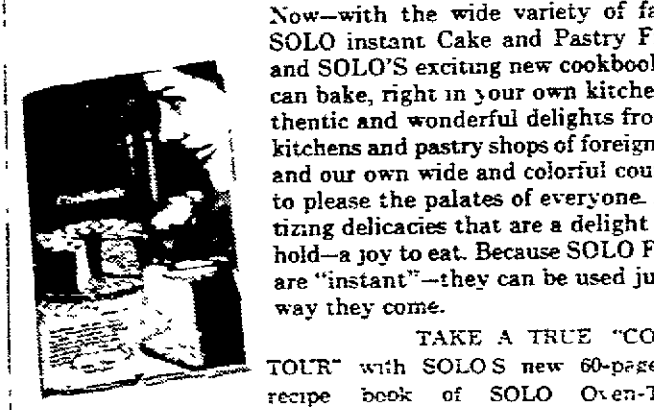 Now—with the wide variety of fa
SOLO instant Cake and Pastry F
and SOLO'S exciting new cookbook
can bake, right in your own kitche
thentic and wonderful delights fro
kitchens and pastry shops of foreign
and our own wide and colorful cou
to please the palates of everyone.
tizing delicacies that are a delight
hold—a joy to eat. Because SOLO F
are "instant"—they can be used ju
way they come.
TAKE A TRUE "CO
TOUR" with SOLO S new 60-page
recipe book of SOLO Oven-T